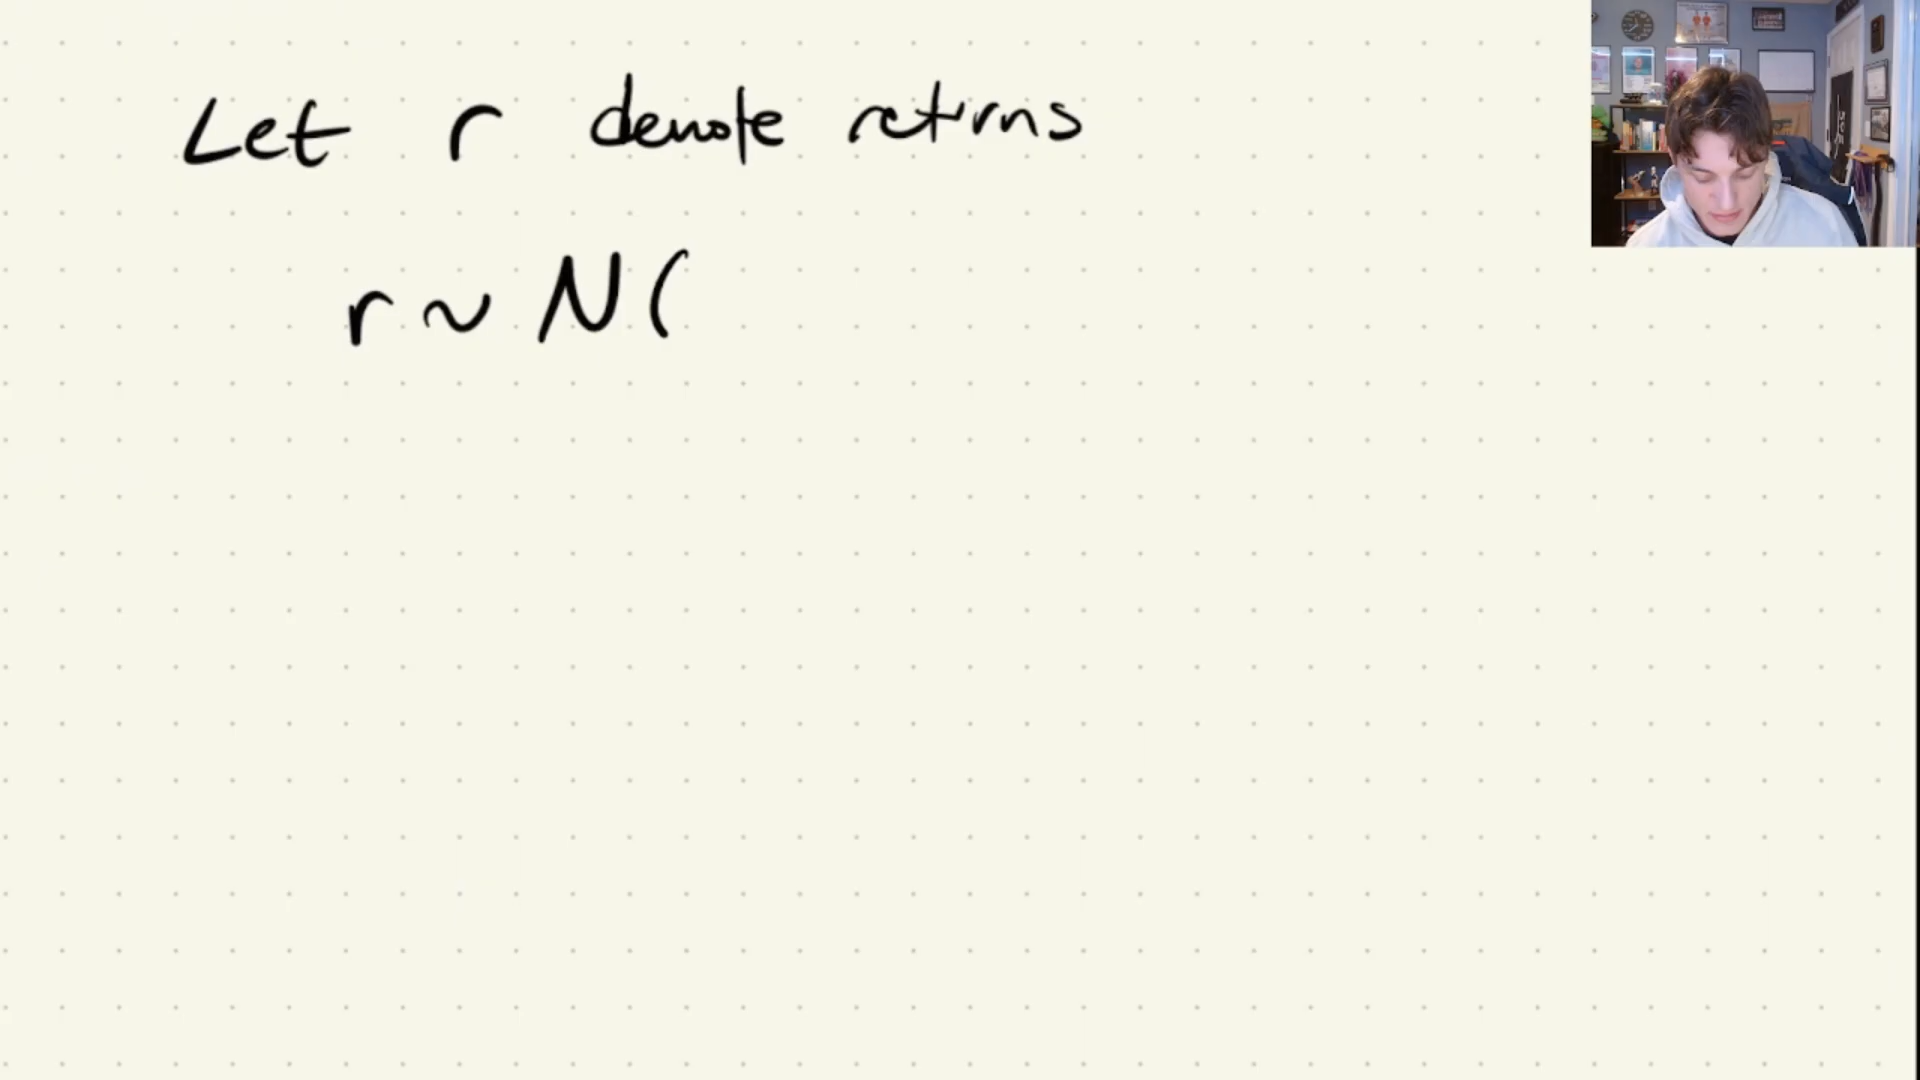 Let r denote returns
r ~ N (